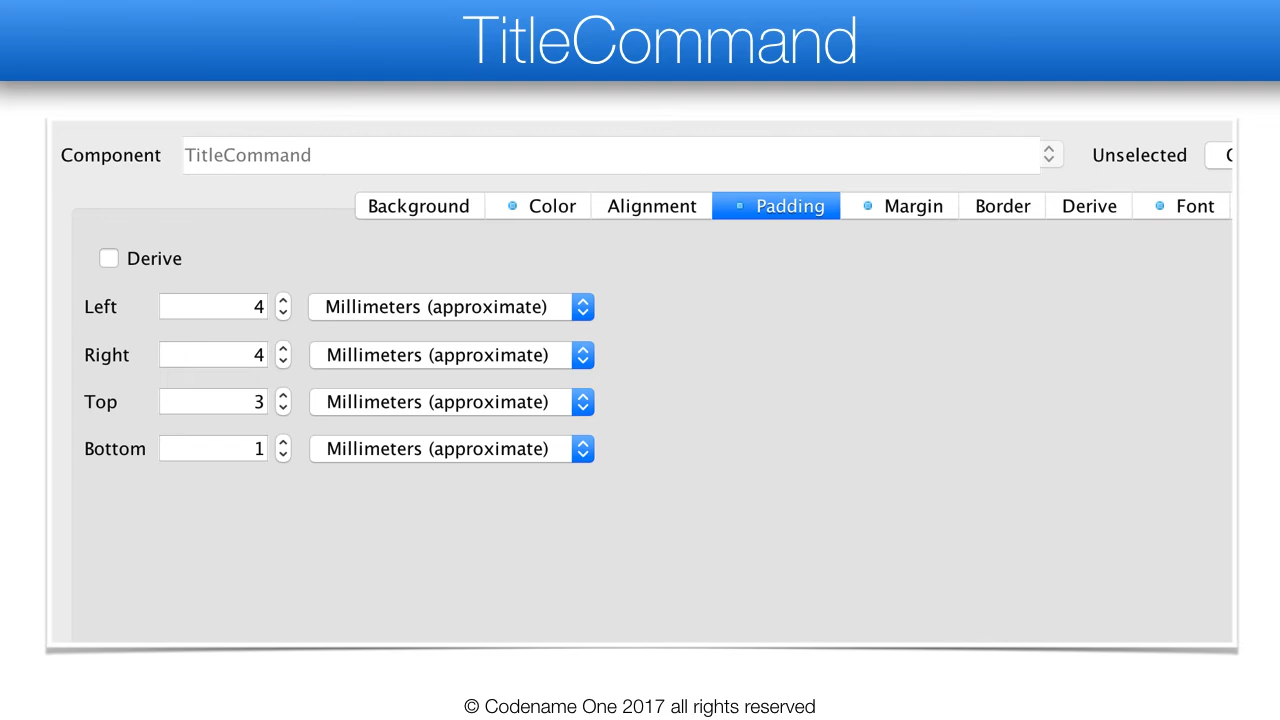 TitleCommand
Component TitleCommand Unselected
Background Color Alignment Padding Margin Border Derive Font
Derive
Left 4 Millimeters (approximate)
Right 4 Millimeters (approximate)
Top 3 Millimeters (approximate)
Bottom 1 Millimeters (approximate)
© Codename One 2017 all rights reserved